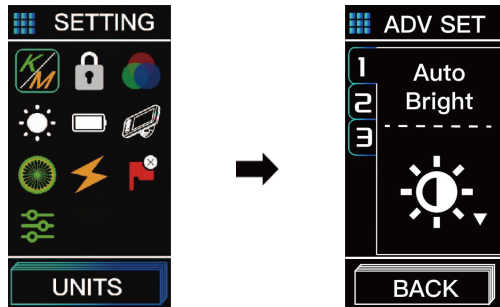 SETTING
K/M
UNITS
ADV SET
1
2
3
Auto
Bright
BACK